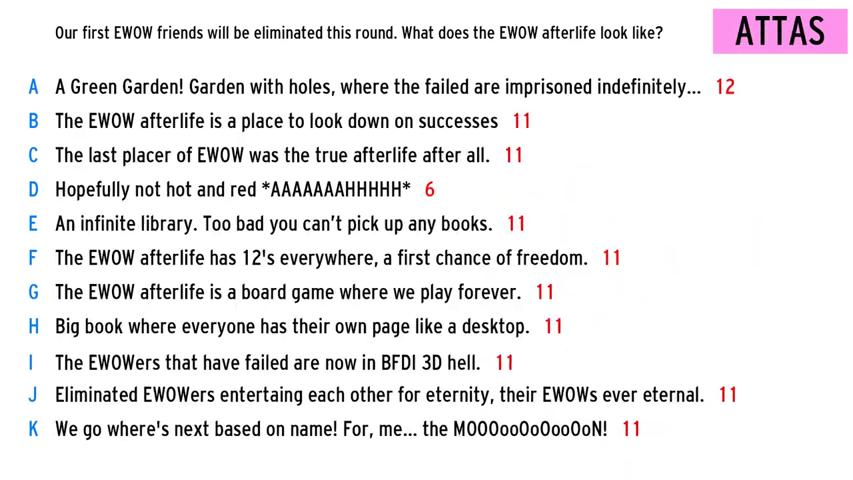 Our first EWOW friends will be eliminated this round. What does the EWOW afterlife look like?
ATTAS
A A Green Garden! Garden with holes, where the failed are imprisoned indefinitely... 12
B The EWOW afterlife is a place to look down on successes 11
C The last placer of EWOW was the true afterlife after all. 11
D Hopefully not hot and red *AAAAAAAHHHHH* 6
E An infinite library. Too bad you can't pick up any books. 11
F The EWOW afterlife has 12's everywhere, a first chance of freedom. 11
G The EWOW afterlife is a board game where we play forever. 11
H Big book where everyone has their own page like a desktop. 11
I The EWOWers that have failed are now in BFDI 3D hell. 11
J Eliminated EWOWers entertaing each other for eternity, their EWOWs ever eternal. 11
K We go where's next based on name! For, me... the MOOOooOoOooOoN! 11